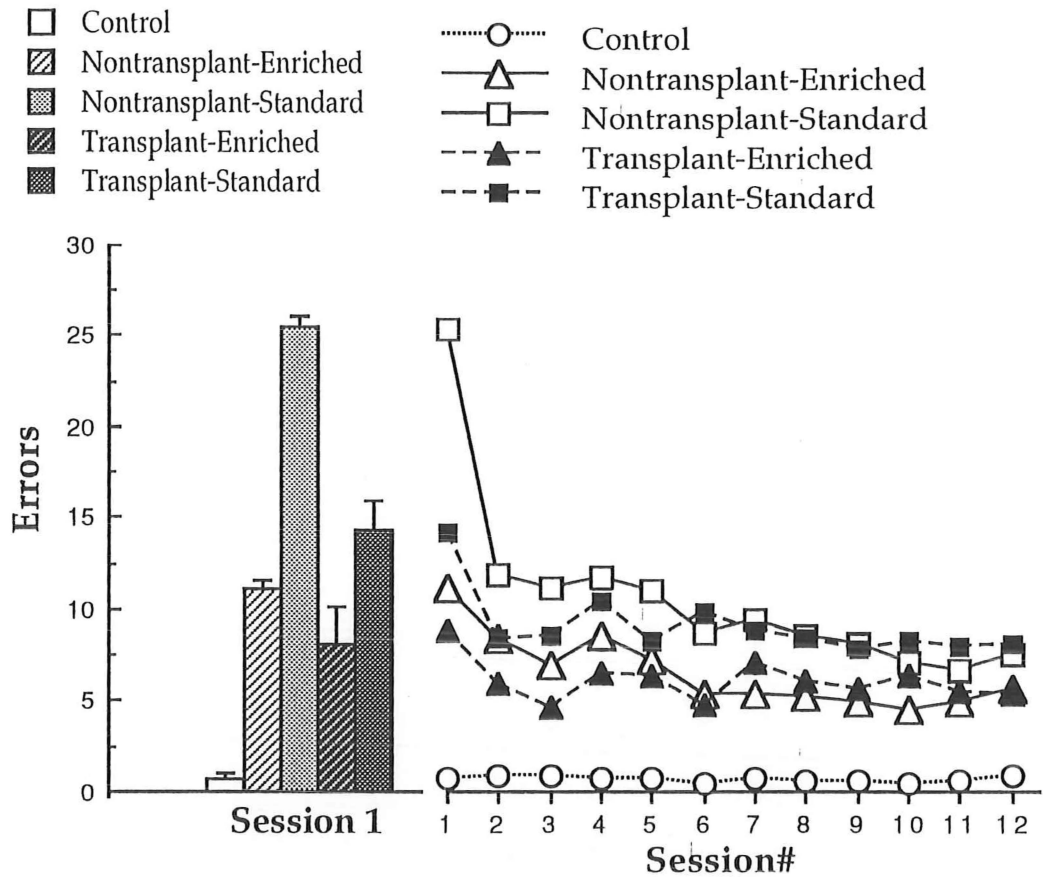 Control
Nontransplant-Enriched
Nontransplant-Standard
Transplant-Enriched
Transplant-Standard
Control
Nontransplant-Enriched
Nontransplant-Standard
Transplant-Enriched
Transplant-Standard
30
25
20
15
10
5
0
Errors
Session 1
1 2 3 4 5 6 7 8 9 10 11 12
Session#